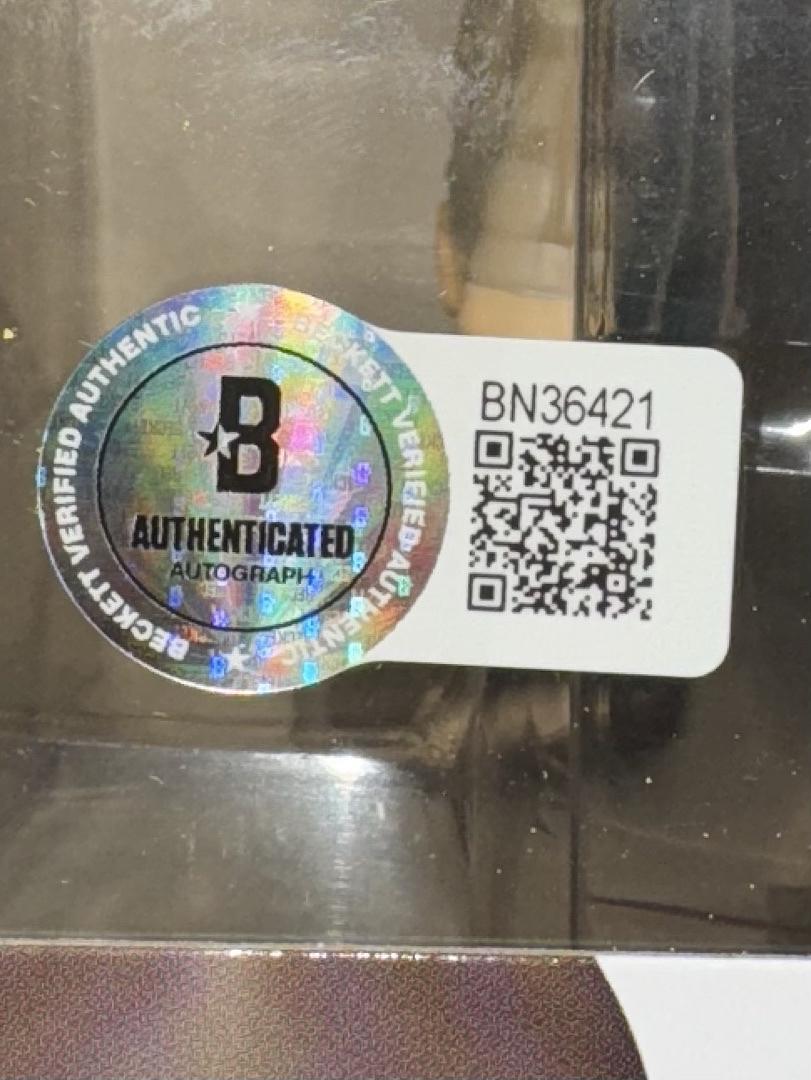 BECKETT VERIFIED AUTHENTIC
BECKETT VERIFIED AUTHENTIC
B
AUTHENTICATED
AUTOGRAPH
BN36421